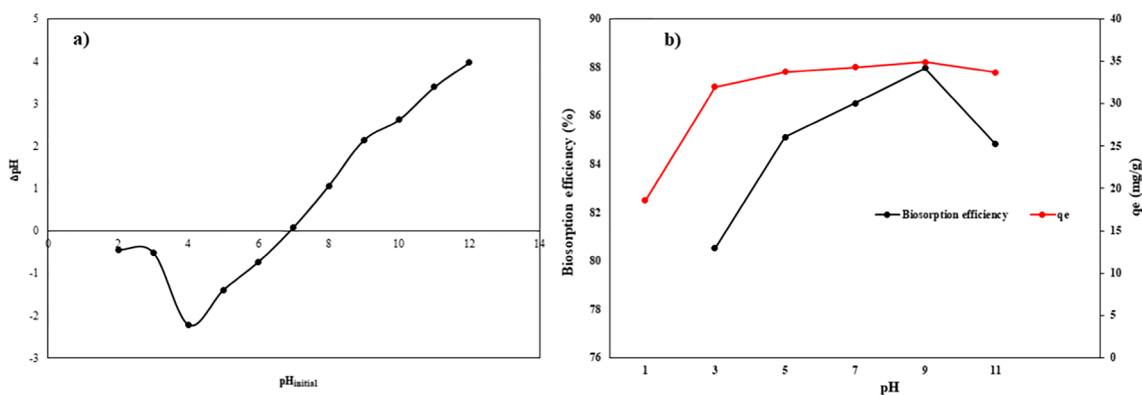 a)
5
4
3
2
1
0
-1
-2
-3
0 2 4 6 8 10 12 14
ΔpH
pHinitial
b)
90
88
86
84
82
80
78
76
Biosorption efficiency (%)
40
35
30
25
20
15
10
5
0
qe (mg/g)
Biosorption efficiency qe
1 3 5 7 9 11
pH